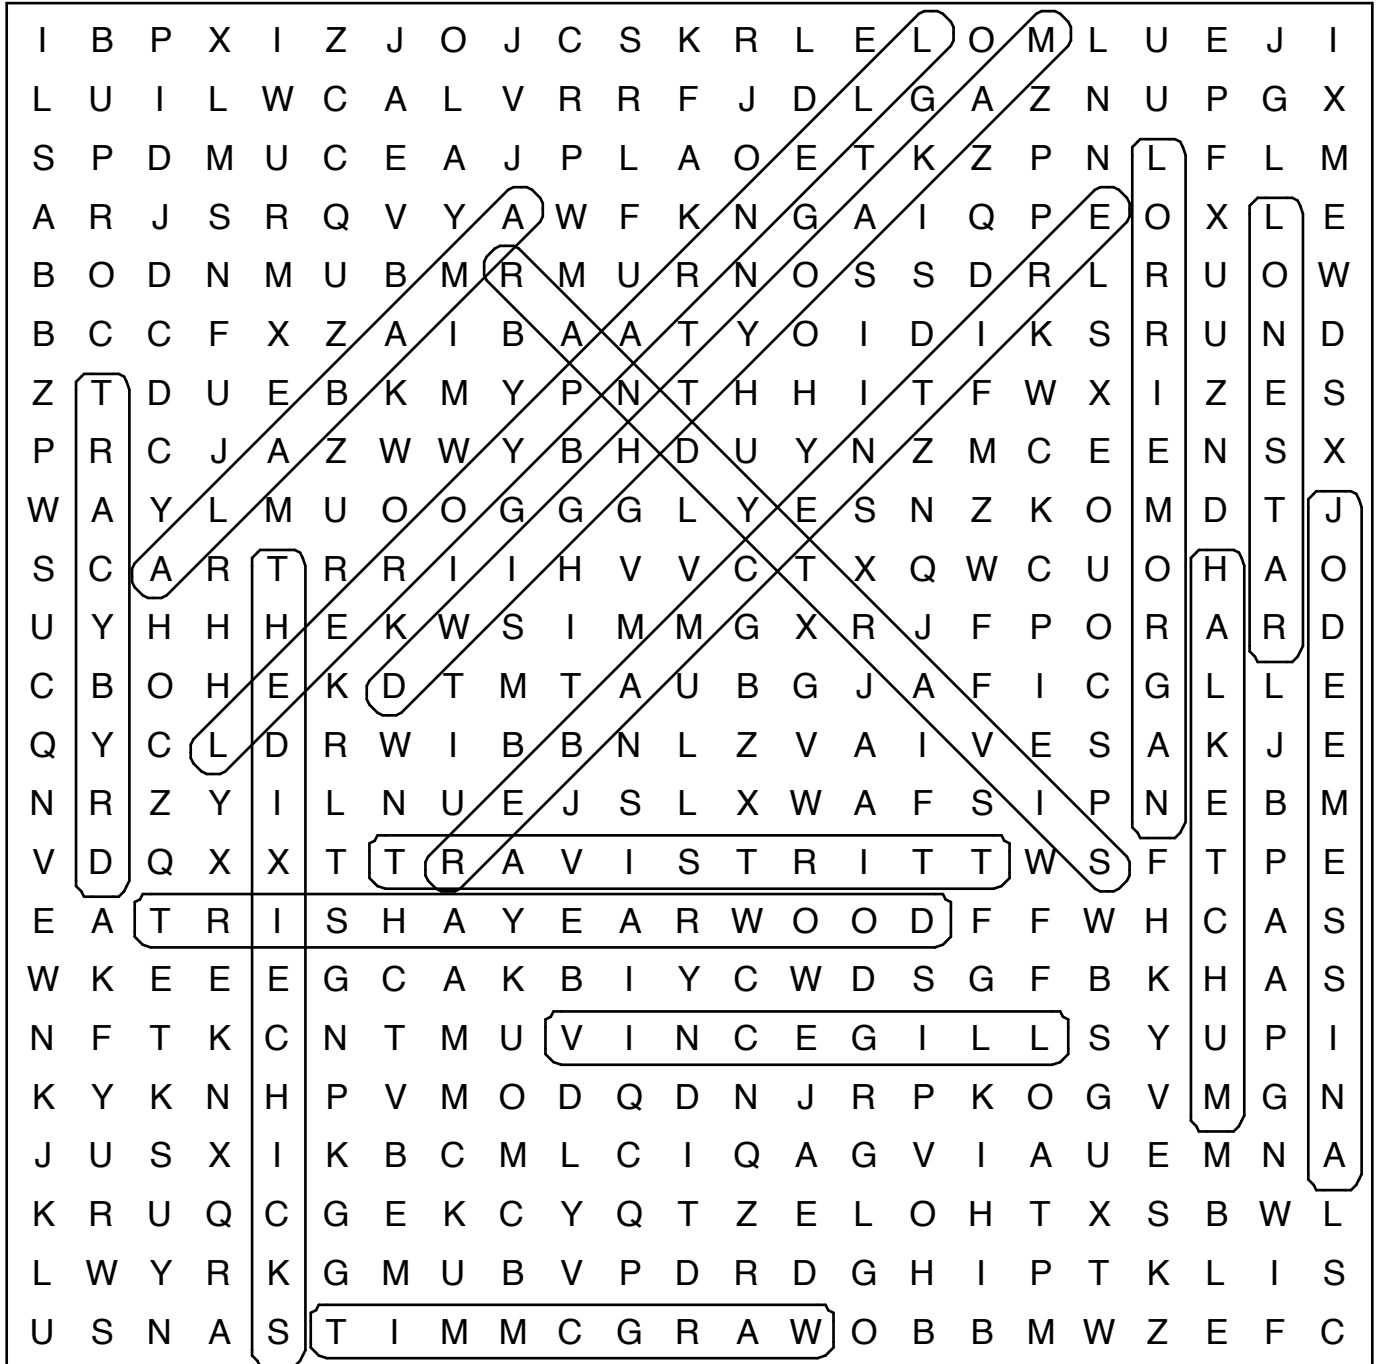 I B P X I Z J O J C S K R L E L O M L U E J I
L U I L W C A L V R R F J D L G A Z N U P G X
S P D M U C E A J P L A O E T K Z P N L F L M
A R J S R Q V Y A W F K N G A I Q P E O X L E
B O D N M U B M R M U R N O S S D R L R U O W
B C C F X Z A I B A A T Y O I D I K S R U N D
Z T D U E B K M Y P N T H H I T F W X I Z E S
P R C J A Z W W Y B H D U Y N Z M C E E N S X
W A Y L M U O O G G G L Y E S N Z K O M D T J
S C A R T R R I I H V V C T X Q W C U O H A O
U Y H H H E K W S I M M G X R J F P O R A R D
C B O H E K D T M T A U B G J A F I C G L L E
Q Y C L D R W I B B N L Z V A I V E S A K J E
N R Z Y I L N U E J S L X W A F S I P N E B M
V D Q X X T T R A V I S T R I T T W S F T P E
E A T R I S H A Y E A R W O O D F F W H C A S
W K E E E G C A K B I Y C W D S G F B K H A S
N F T K C N T M U V I N C E G I L L S Y U P I
K Y K N H P V M O D Q D N J R P K O G V M G N
J U S X I K B C M L C I Q A G V I A U E M N A
K R U Q C G E K C Y Q T Z E L O H T X S B W L
L W Y R K G M U B V P D R D G H I P T K L I S
U S N A S T I M M C G R A W O B B M W Z E F C